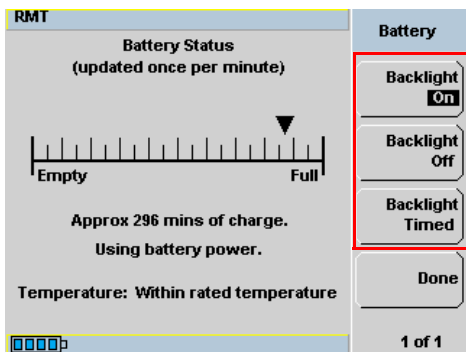 RMT
Battery Status
(updated once per minute)
Empty
Full
Approx 296 mins of charge.
Using battery power.
Temperature: Within rated temperature
Battery
Backlight
On
Backlight
Off
Backlight
Timed
Done
1 of 1